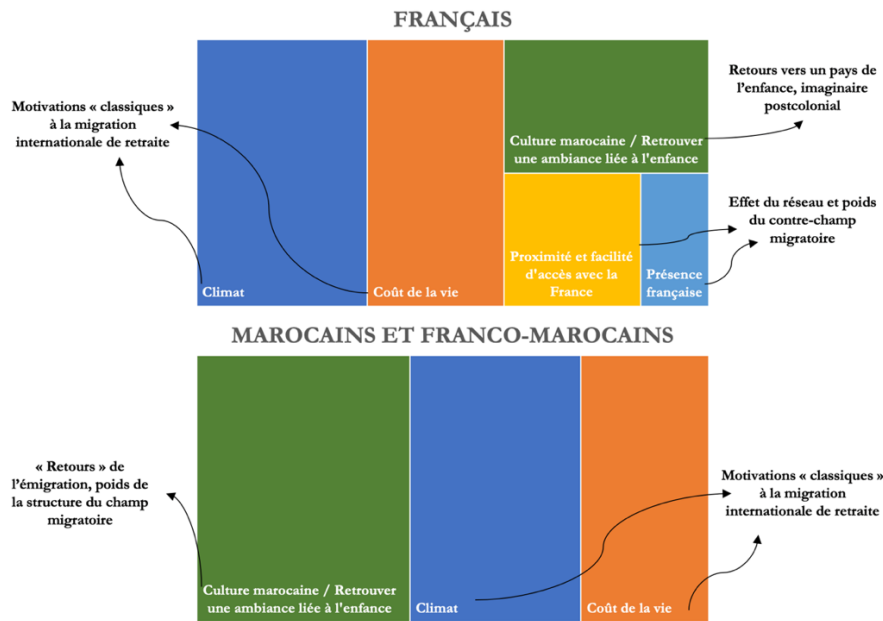 FRANÇAIS
Motivations « classiques »
à la migration
internationale de retraite
Climat
Coût de la vie
Culture marocaine / Retrouver
une ambiance liée à l'enfance
Proximité et facilité
d'accès avec la
France
Présence
française
Retours vers un pays de
l'enfance, imaginaire
postcolonial
Effet du réseau et poids
du contre-champ
migratoire
MAROCAINS ET FRANCO-MAROCAINS
« Retours » de
l'émigration, poids de
la structure du champ
migratoire
Culture marocaine / Retrouver
une ambiance liée à l'enfance
Climat
Coût de la vie
Motivations « classiques »
à la migration
internationale de retraite